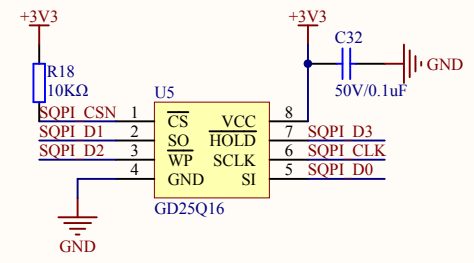 +3V3
+3V3
C32
R18
10KΩ
GND
50V/0.1uF
U5
SQPI_CSN 1 CS VCC 8
SQPI_D1 2 SO HOLD 7 SQPI_D3
SQPI_D2 3 WP SCLK 6 SQPI_CLK
4 GND SI 5 SQPI_D0
GD25Q16
GND